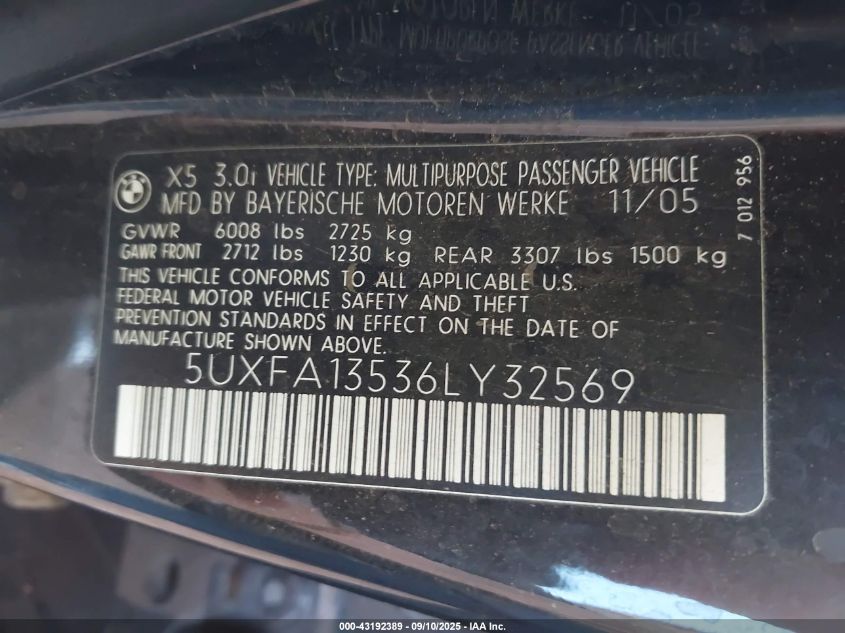 X5 3.0i VEHICLE TYPE: MULTIPURPOSE PASSENGER VEHICLE
MFD BY BAYERISCHE MOTOREN WERKE 11/05
GVWR 6008 lbs 2725 kg
GAWR FRONT 2712 lbs 1230 kg REAR 3307 lbs 1500 kg
THIS VEHICLE CONFORMS TO ALL APPLICABLE U.S.
FEDERAL MOTOR VEHICLE SAFETY AND THEFT
PREVENTION STANDARDS IN EFFECT ON THE DATE OF
MANUFACTURE SHOWN ABOVE.
5UXFA13536LY32569
7 012 956
000-43192389 - 09/10/2025 - IAA Inc.